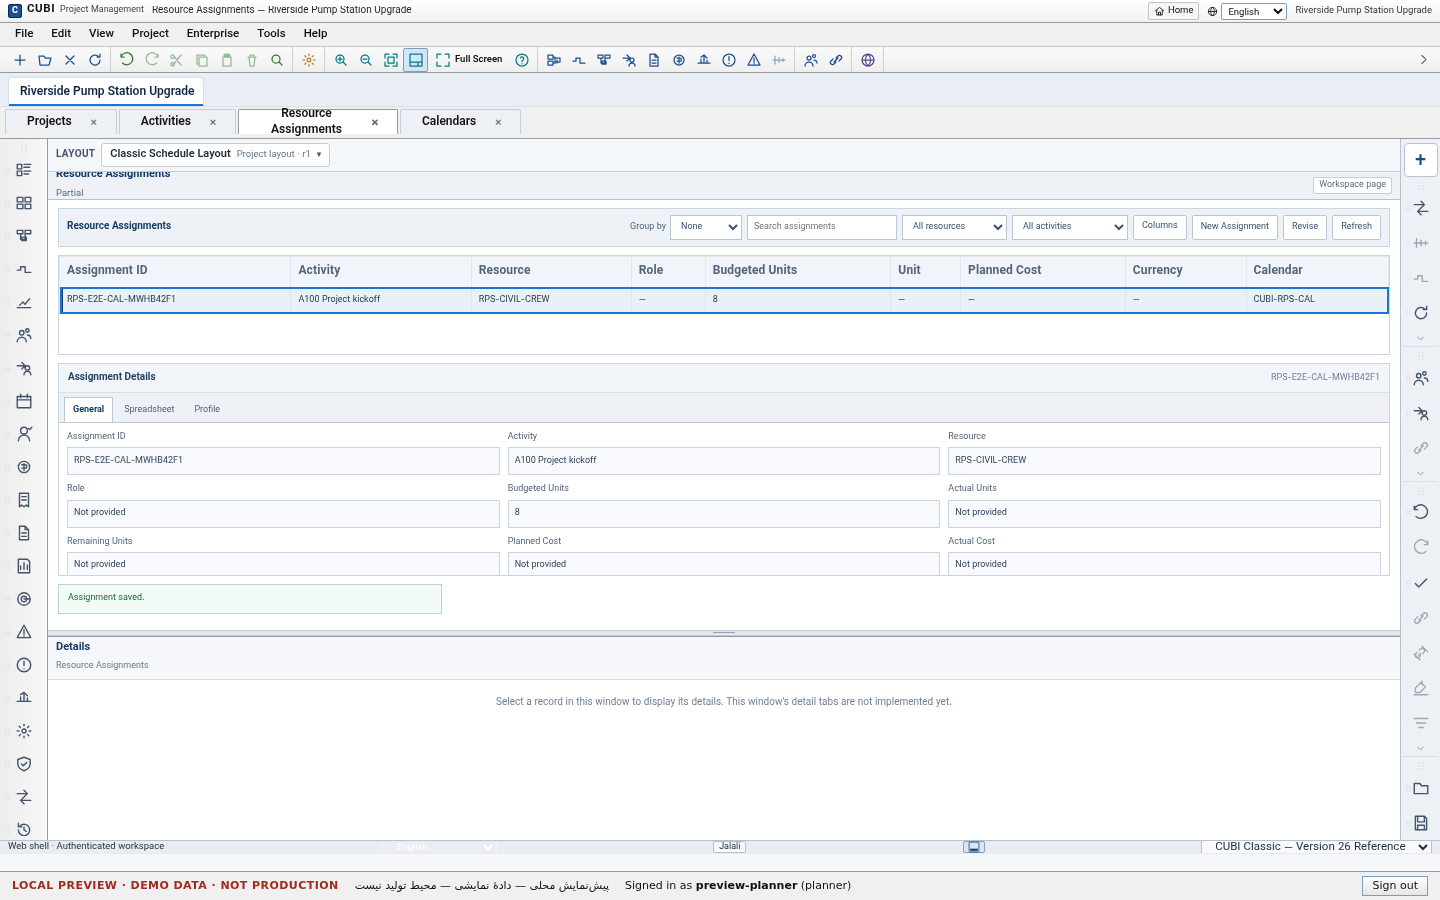 C CUBI Project Management Resource Assignments — Riverside Pump Station Upgrade Home English Riverside Pump Station Upgrade
File Edit View Project Enterprise Tools Help
Full Screen
Riverside Pump Station Upgrade
Projects × Activities × Resource Assignments × Calendars ×
LAYOUT Classic Schedule Layout Project layout · r1
Resource Assignments
Partial Workspace page
Resource Assignments Group by None Search assignments All resources All activities Columns New Assignment Revise Refresh
Assignment ID Activity Resource Role Budgeted Units Unit Planned Cost Currency Calendar
RPS-E2E-CAL-MWHB42F1 A100 Project kickoff RPS-CIVIL-CREW — 8 — — — CUBI-RPS-CAL
Assignment Details RPS-E2E-CAL-MWHB42F1
General Spreadsheet Profile
Assignment ID Activity Resource
RPS-E2E-CAL-MWHB42F1 A100 Project kickoff RPS-CIVIL-CREW
Role Budgeted Units Actual Units
Not provided 8 Not provided
Remaining Units Planned Cost Actual Cost
Not provided Not provided Not provided
Assignment saved.
Details
Resource Assignments
Select a record in this window to display its details. This window's detail tabs are not implemented yet.
Web shell · Authenticated workspace English Jalali CUBI Classic — Version 26 Reference
LOCAL PREVIEW · DEMO DATA · NOT PRODUCTION پیش‌نمایش محلی — دادهٔ نمایشی — محیط تولید نیست Signed in as preview-planner (planner) Sign out